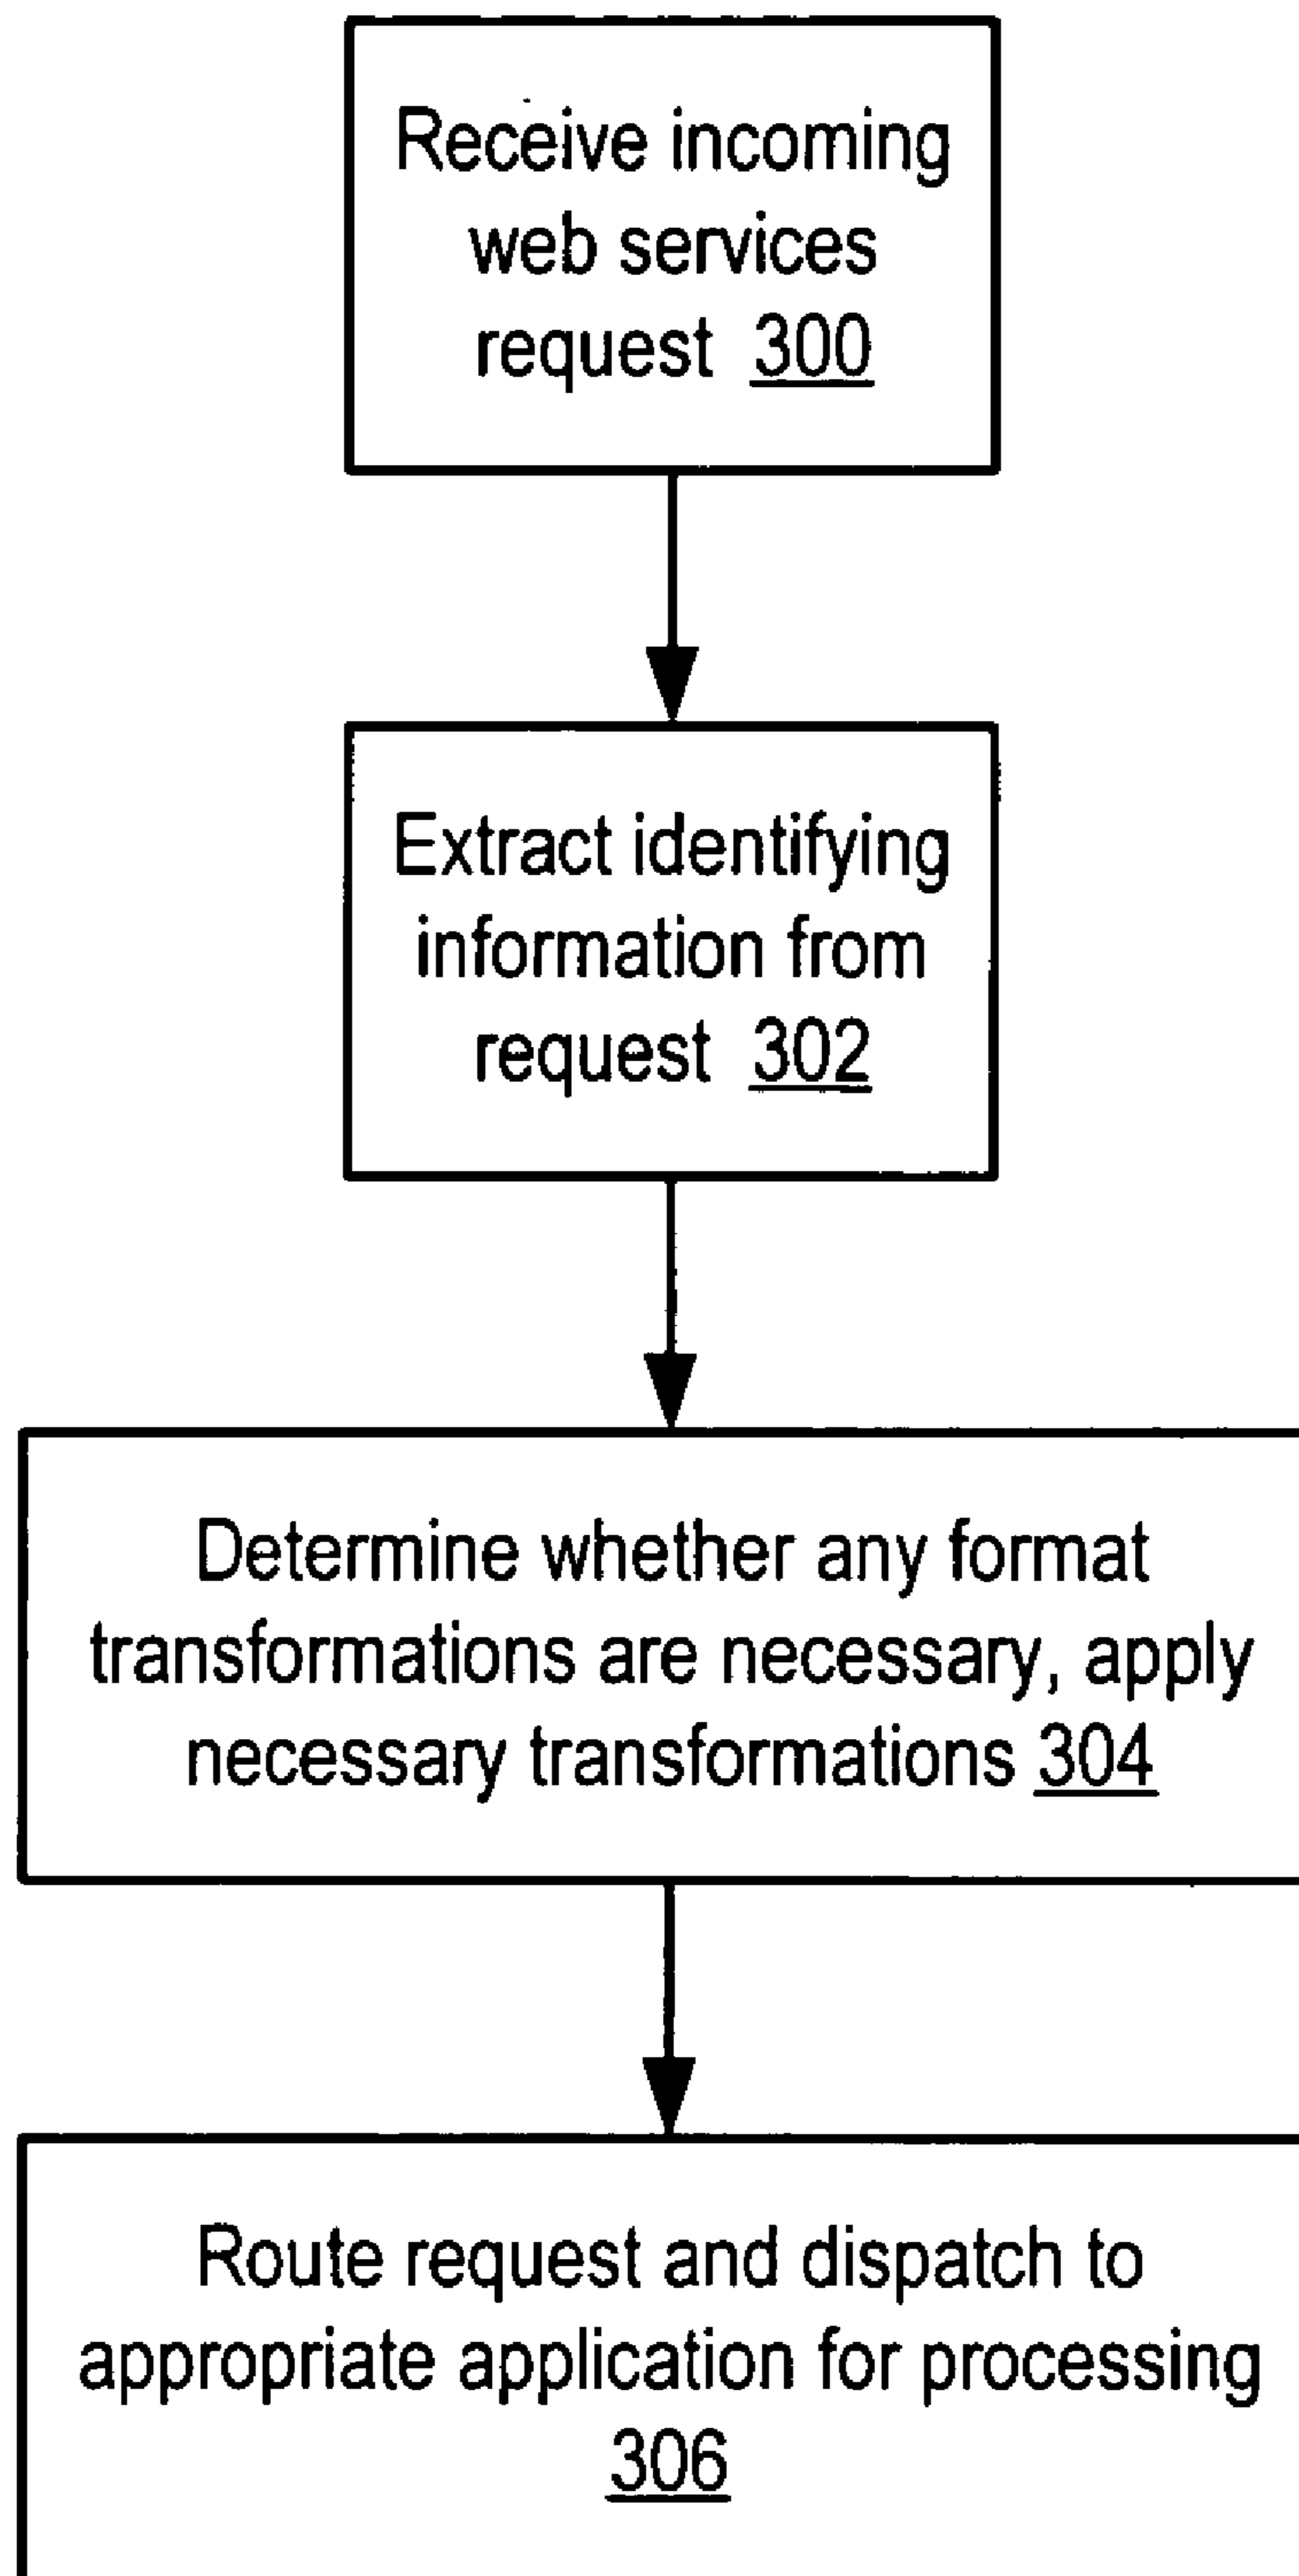 Receive incoming
web services
request 300
Extract identifying
information from
request 302
Determine whether any format
transformations are necessary, apply
necessary transformations 304
Route request and dispatch to
appropriate application for processing
306